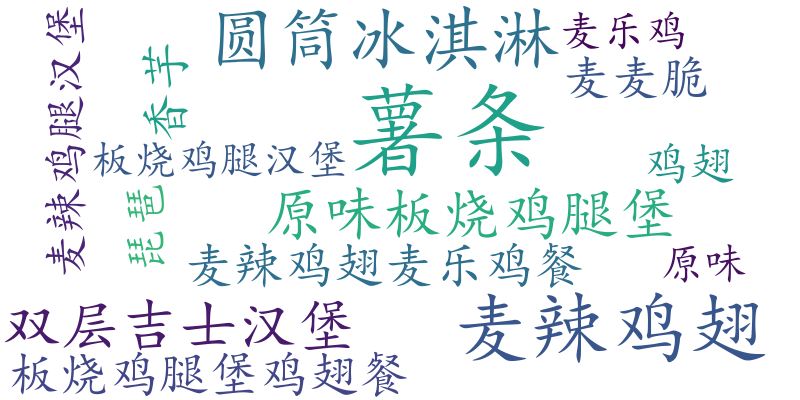 圆筒冰淇淋
麦乐鸡
麦麦脆
麦辣鸡腿汉堡
香芋
薯条
板烧鸡腿汉堡
鸡翅
琵琶
原味板烧鸡腿堡
麦辣鸡翅麦乐鸡餐
原味
双层吉士汉堡
麦辣鸡翅
板烧鸡腿堡鸡翅餐